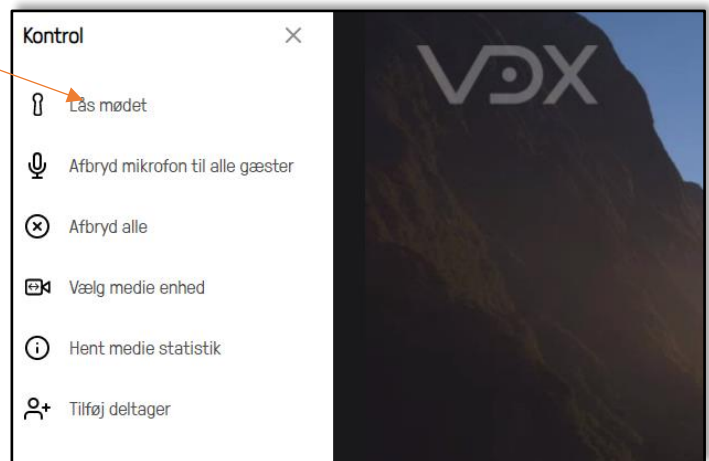 Kontrol
VDX
Lås mødet
Afbryd mikrofon til alle gæster
Afbryd alle
Vælg medie enhed
Hent medie statistik
Tilføj deltager